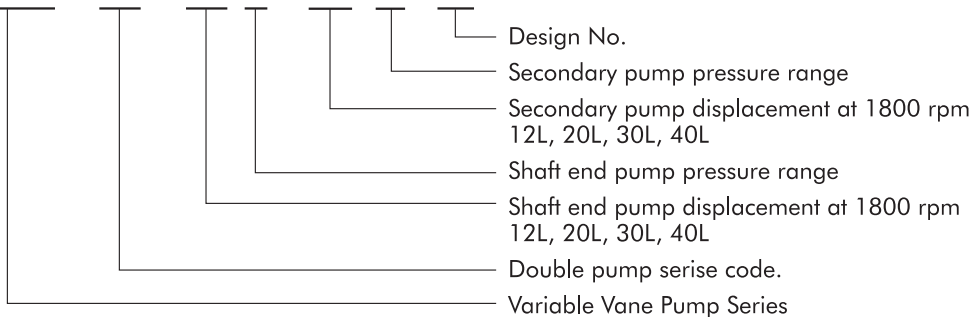 Design No.
Secondary pump pressure range
Secondary pump displacement at 1800 rpm
12L, 20L, 30L, 40L
Shaft end pump pressure range
Shaft end pump displacement at 1800 rpm
12L, 20L, 30L, 40L
Double pump serise code.
Variable Vane Pump Series